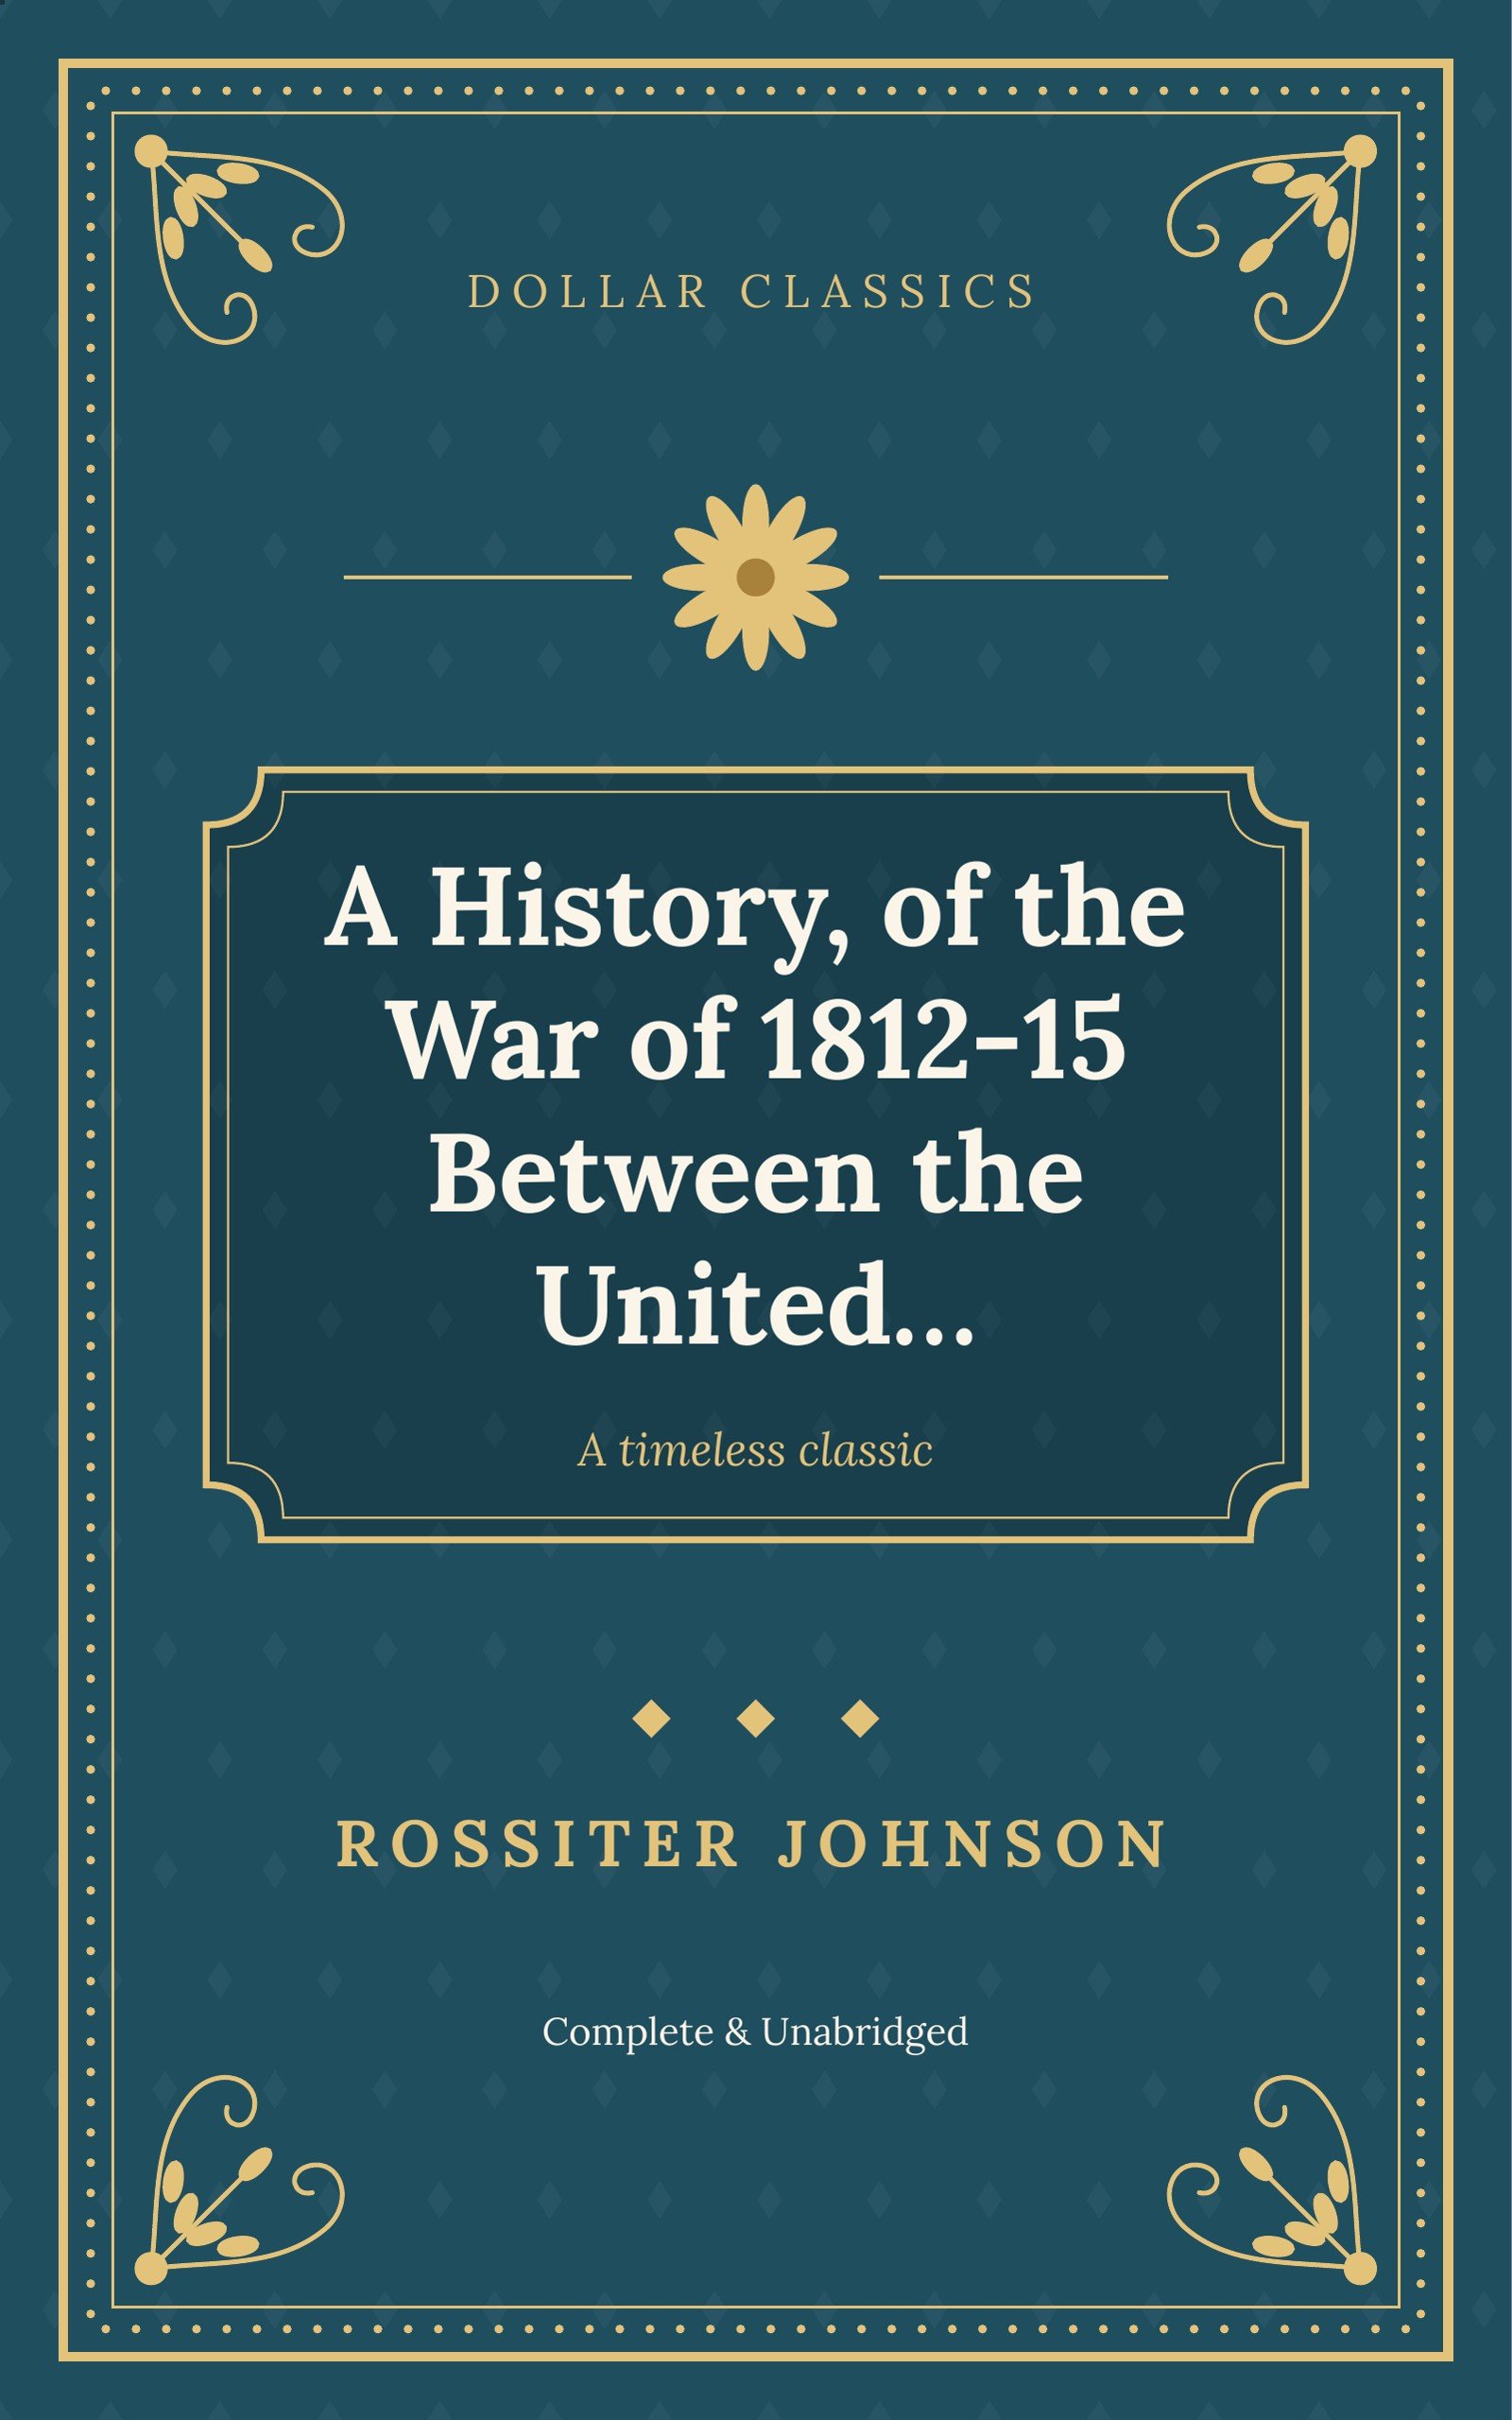 DOLLAR CLASSICS
A History, of the
War of 1812-15
Between the
United...
A timeless classic
ROSSITER JOHNSON
Complete & Unabridged